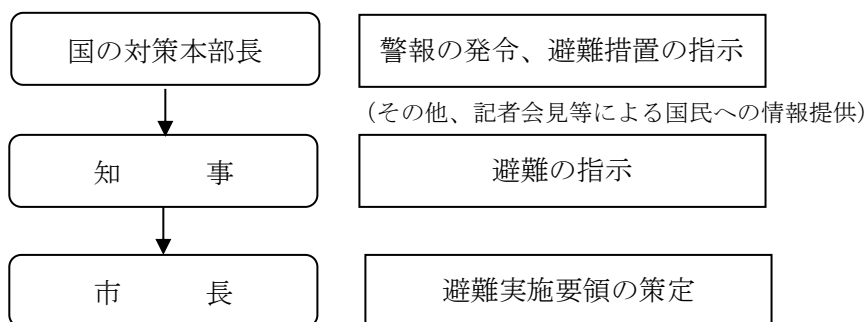 国の対策本部長
警報の発令、避難措置の指示
(その他、記者会見等による国民への情報提供)
知　　　事
避難の指示
市　　　長
避難実施要領の策定